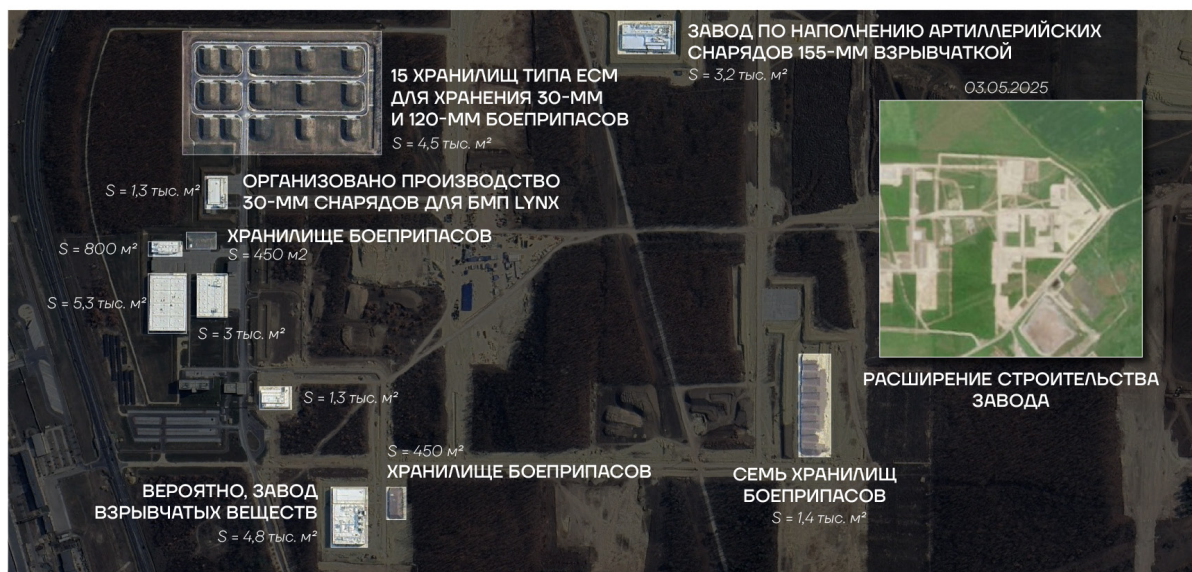 ЗАВОД ПО НАПОЛНЕНИЮ АРТИЛЛЕРИЙСКИХ
СНАРЯДОВ 155-ММ ВЗРЫВЧАТКОЙ
S = 3,2 тыс. м²
15 ХРАНИЛИЩ ТИПА ECM
ДЛЯ ХРАНЕНИЯ 30-ММ
И 120-ММ БОЕПРИПАСОВ
S = 4,5 тыс. м²
03.05.2025
S = 1,3 тыс. м²
ОРГАНИЗОВАНО ПРОИЗВОДСТВО
30-ММ СНАРЯДОВ ДЛЯ БМП LYNX
ХРАНИЛИЩЕ БОЕПРИПАСОВ
S = 450 м2
S = 800 м²
S = 5,3 тыс. м²
S = 3 тыс. м²
РАСШИРЕНИЕ СТРОИТЕЛЬСТВА
ЗАВОДА
S = 1,3 тыс. м²
S = 450 м²
ХРАНИЛИЩЕ БОЕПРИПАСОВ
СЕМЬ ХРАНИЛИЩ
БОЕПРИПАСОВ
S = 1,4 тыс. м²
ВЕРОЯТНО, ЗАВОД
ВЗРЫВЧАТЫХ ВЕЩЕСТВ
S = 4,8 тыс. м²